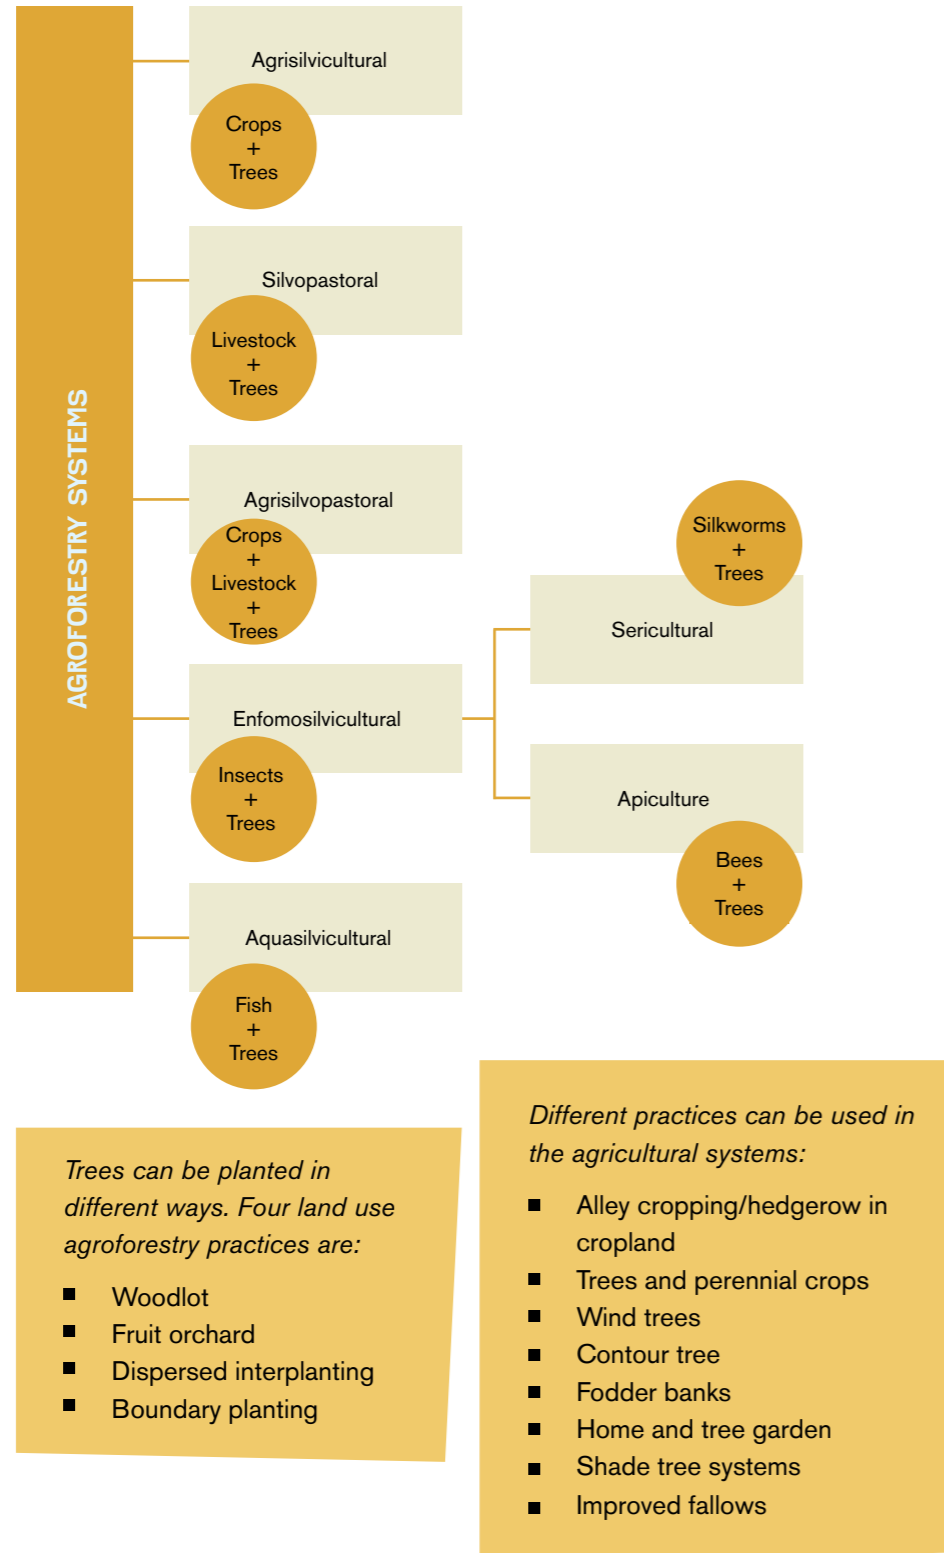 AGROFORESTRY SYSTEMS
Agrisilvicultural
Crops
+
Trees
Silvopastoral
Livestock
+
Trees
Agrisilvopastoral
Crops
+
Livestock
+
Trees
Enfomosilvicultural
Insects
+
Trees
Silkworms
+
Trees
Sericultural
Apiculture
Bees
+
Trees
Aquasilvicultural
Fish
+
Trees
Trees can be planted in
different ways. Four land use
agroforestry practices are:
■ Woodlot
■ Fruit orchard
■ Dispersed interplanting
■ Boundary planting
Different practices can be used in
the agricultural systems:
■ Alley cropping/hedgerow in
cropland
■ Trees and perennial crops
■ Wind trees
■ Contour tree
■ Fodder banks
■ Home and tree garden
■ Shade tree systems
■ Improved fallows